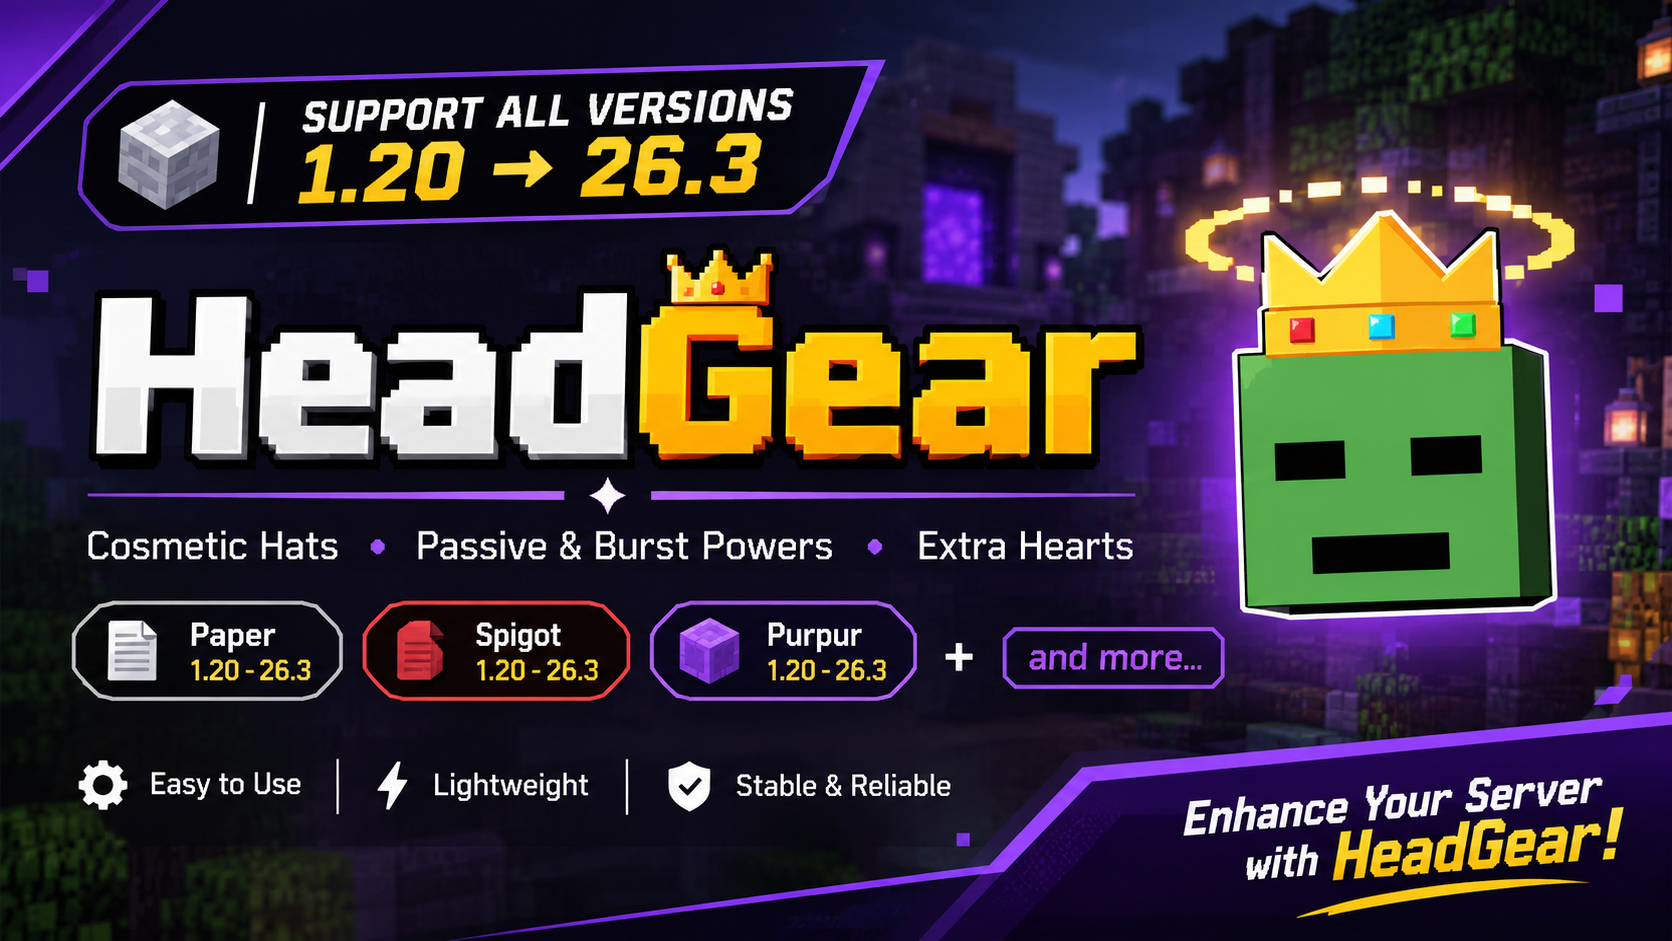 SUPPORT ALL VERSIONS
1.20 → 26.3
HeadGear
Cosmetic Hats • Passive & Burst Powers • Extra Hearts
Paper
1.20 - 26.3
Spigot
1.20 - 26.3
Purpur
1.20 - 26.3
+
and more...
Easy to Use
Lightweight
Stable & Reliable
Enhance Your Server
with HeadGear!